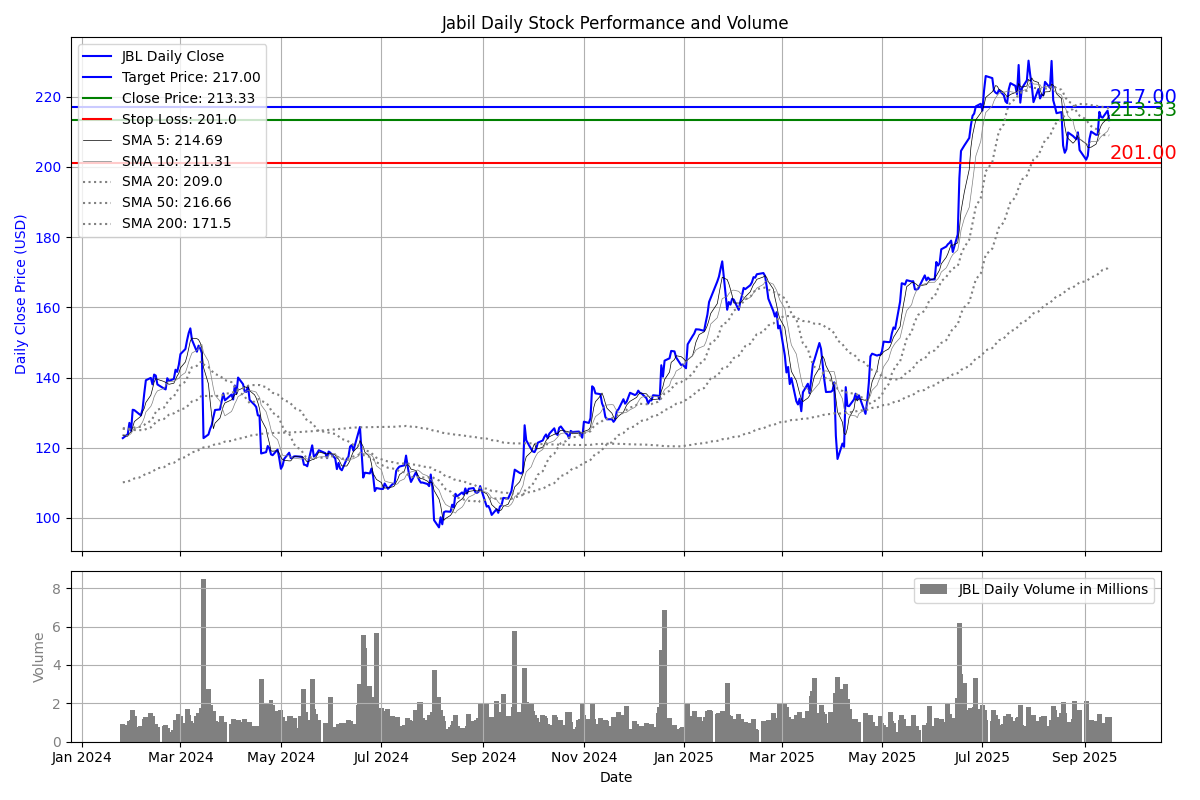 Jabil Daily Stock Performance and Volume
JBL Daily Close
Target Price: 217.00
Close Price: 213.33
Stop Loss: 201.0
SMA 5: 214.69
SMA 10: 211.31
SMA 20: 209.0
SMA 50: 216.66
SMA 200: 171.5
217.00
213.33
201.00
Daily Close Price (USD)
220
200
180
160
140
120
100
JBL Daily Volume in Millions
Volume
8
6
4
2
0
Jan 2024 Mar 2024 May 2024 Jul 2024 Sep 2024 Nov 2024 Jan 2025 Mar 2025 May 2025 Jul 2025 Sep 2025
Date